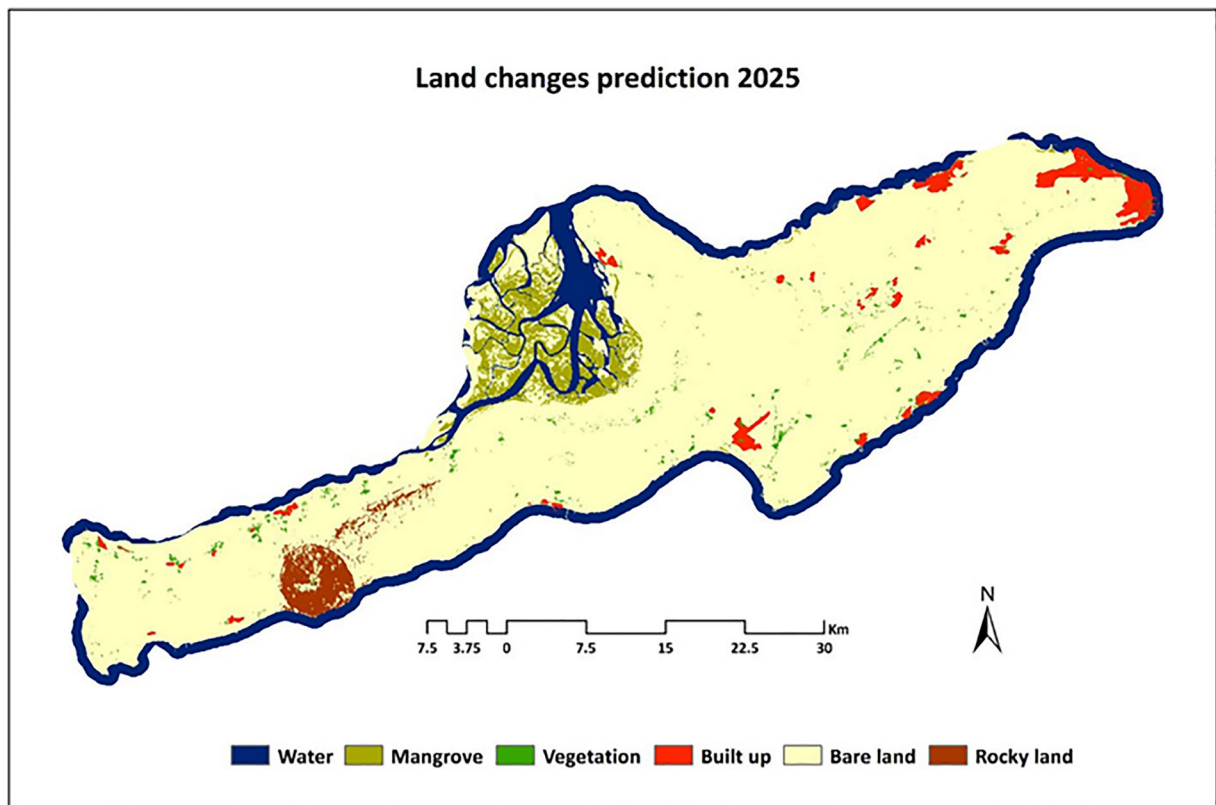 Land changes prediction 2025
N
Km
7.5 3.75 0 7.5 15 22.5 30
Water Mangrove Vegetation Built up Bare land Rocky land